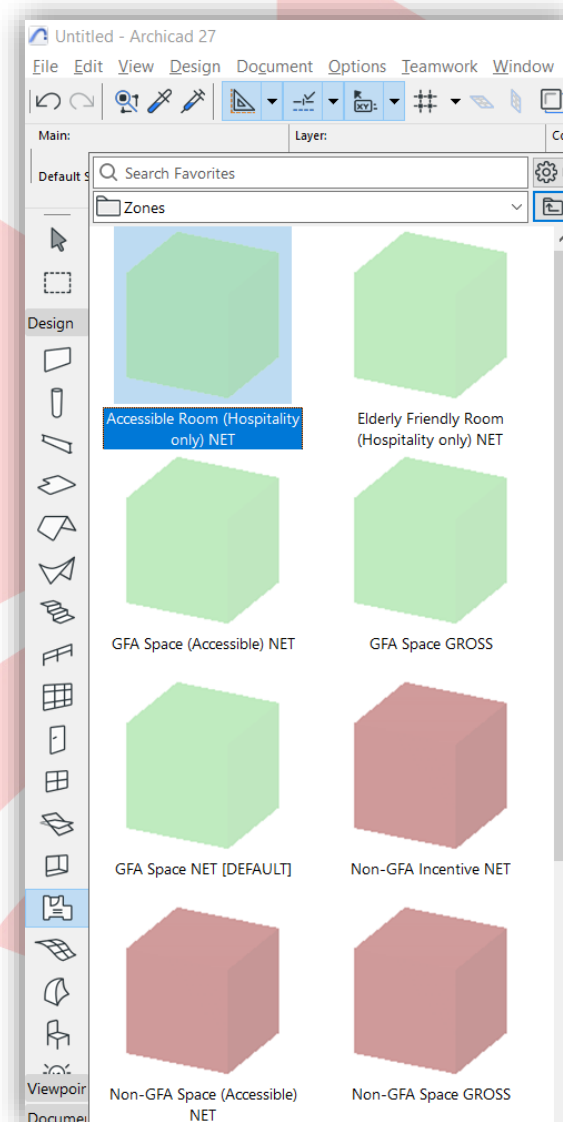 Untitled - Archicad 27
File Edit View Design Document Options Teamwork Window
Main:
Layer:
Default
Search Favorites
Zones
Design
Accessible Room (Hospitality
only) NET
Elderly Friendly Room
(Hospitality only) NET
GFA Space (Accessible) NET
GFA Space GROSS
GFA Space NET [DEFAULT]
Non-GFA Incentive NET
Non-GFA Space (Accessible)
NET
Non-GFA Space GROSS
Viewpoir
Documen